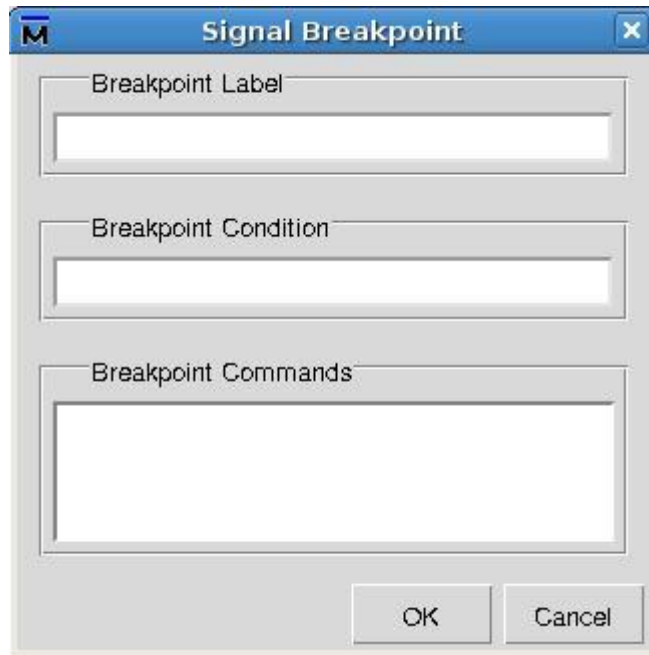 M Signal Breakpoint
Breakpoint Label
Breakpoint Condition
Breakpoint Commands
OK Cancel